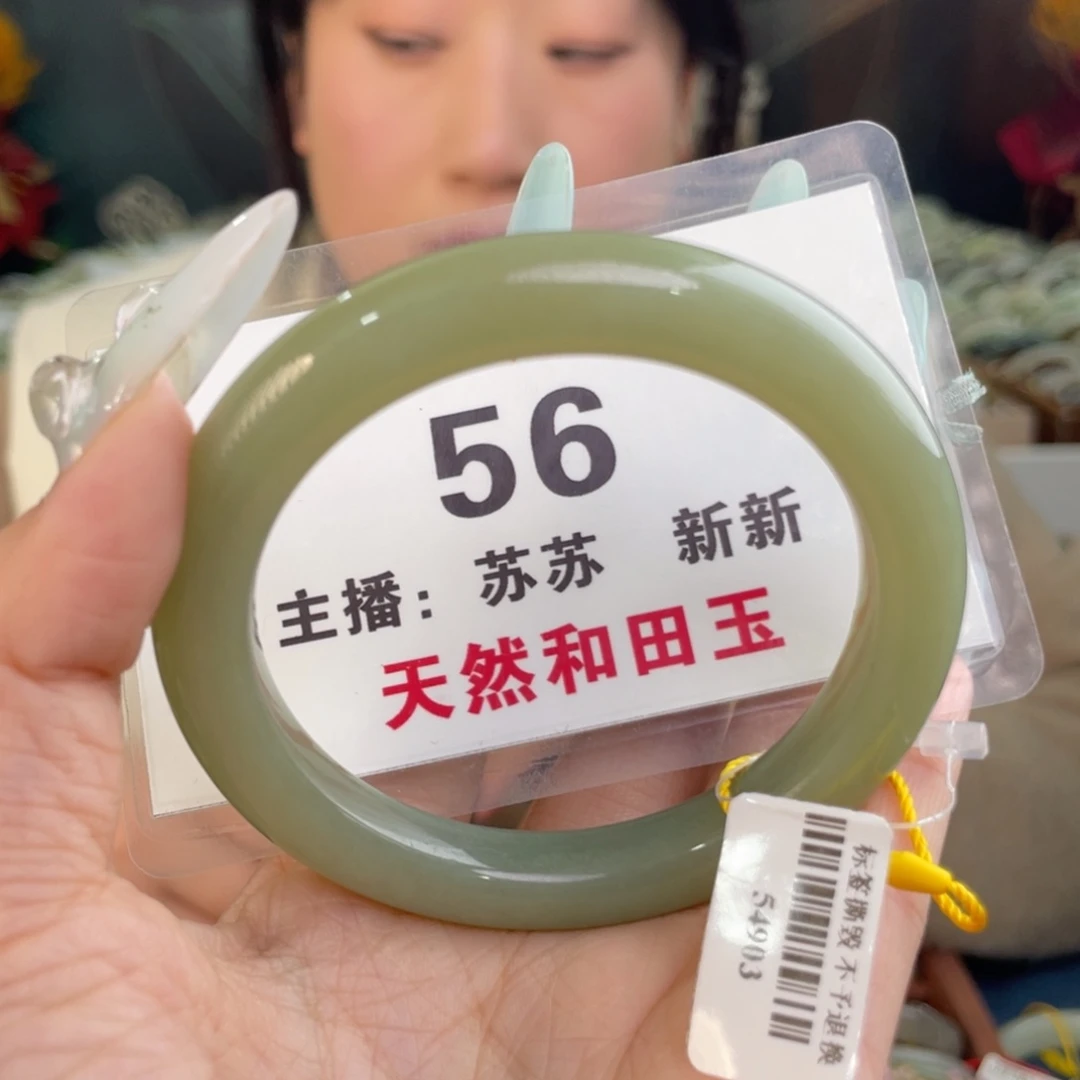 56
主播：苏苏 新新
天然和田玉
标签撕毁不予退换
54903